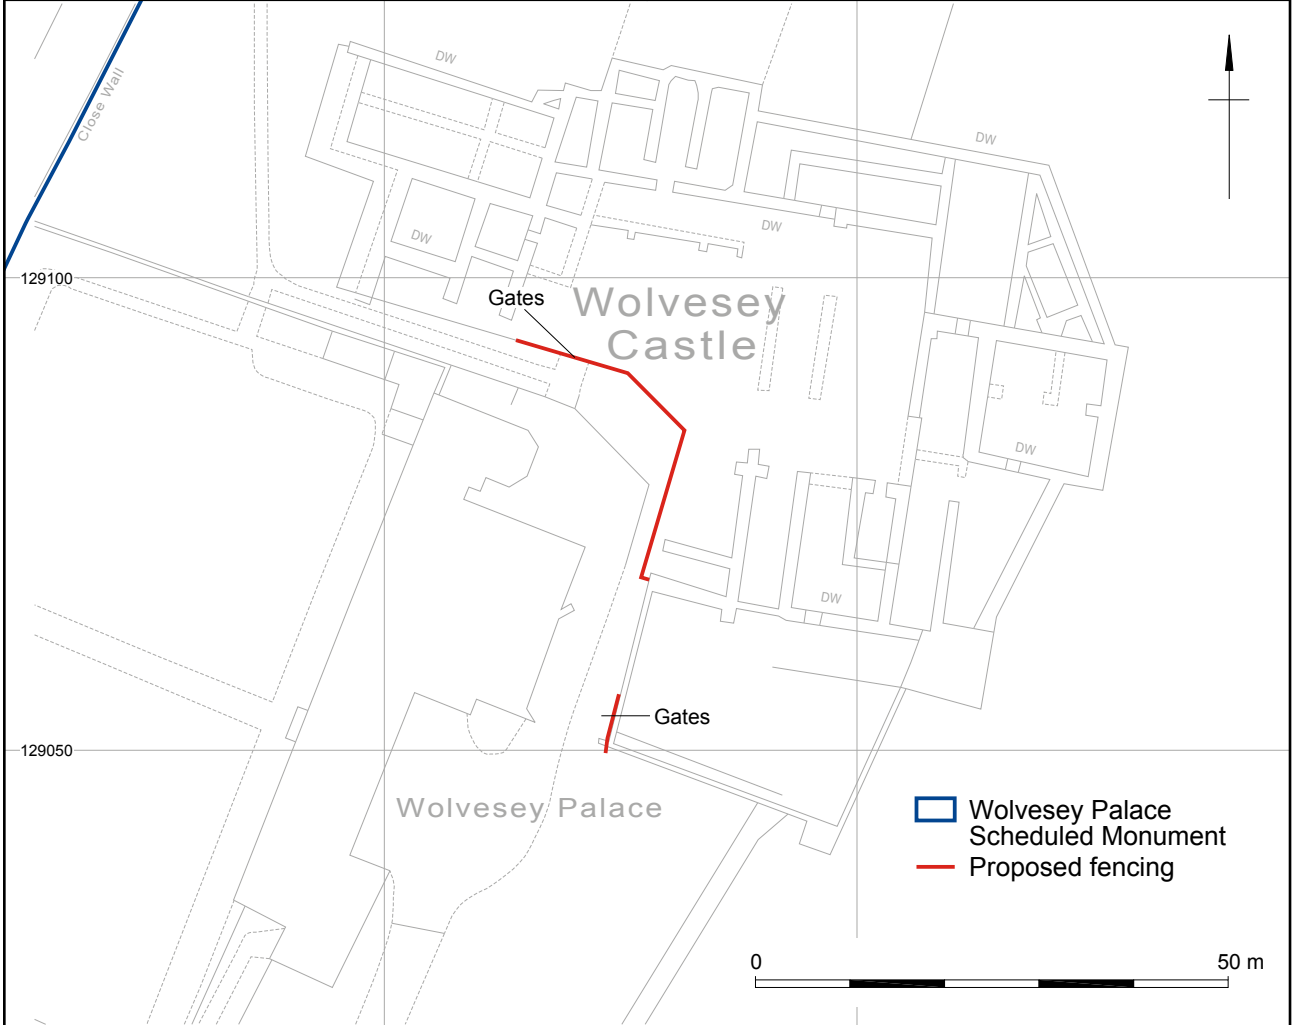 DW
Close Wall
DW
DW
DW
129100
Gates
Wolvesey
Castle
DW
DW
Gates
129050
Wolvesey Palace
Wolvesey Palace
Scheduled Monument
Proposed fencing
0
50 m